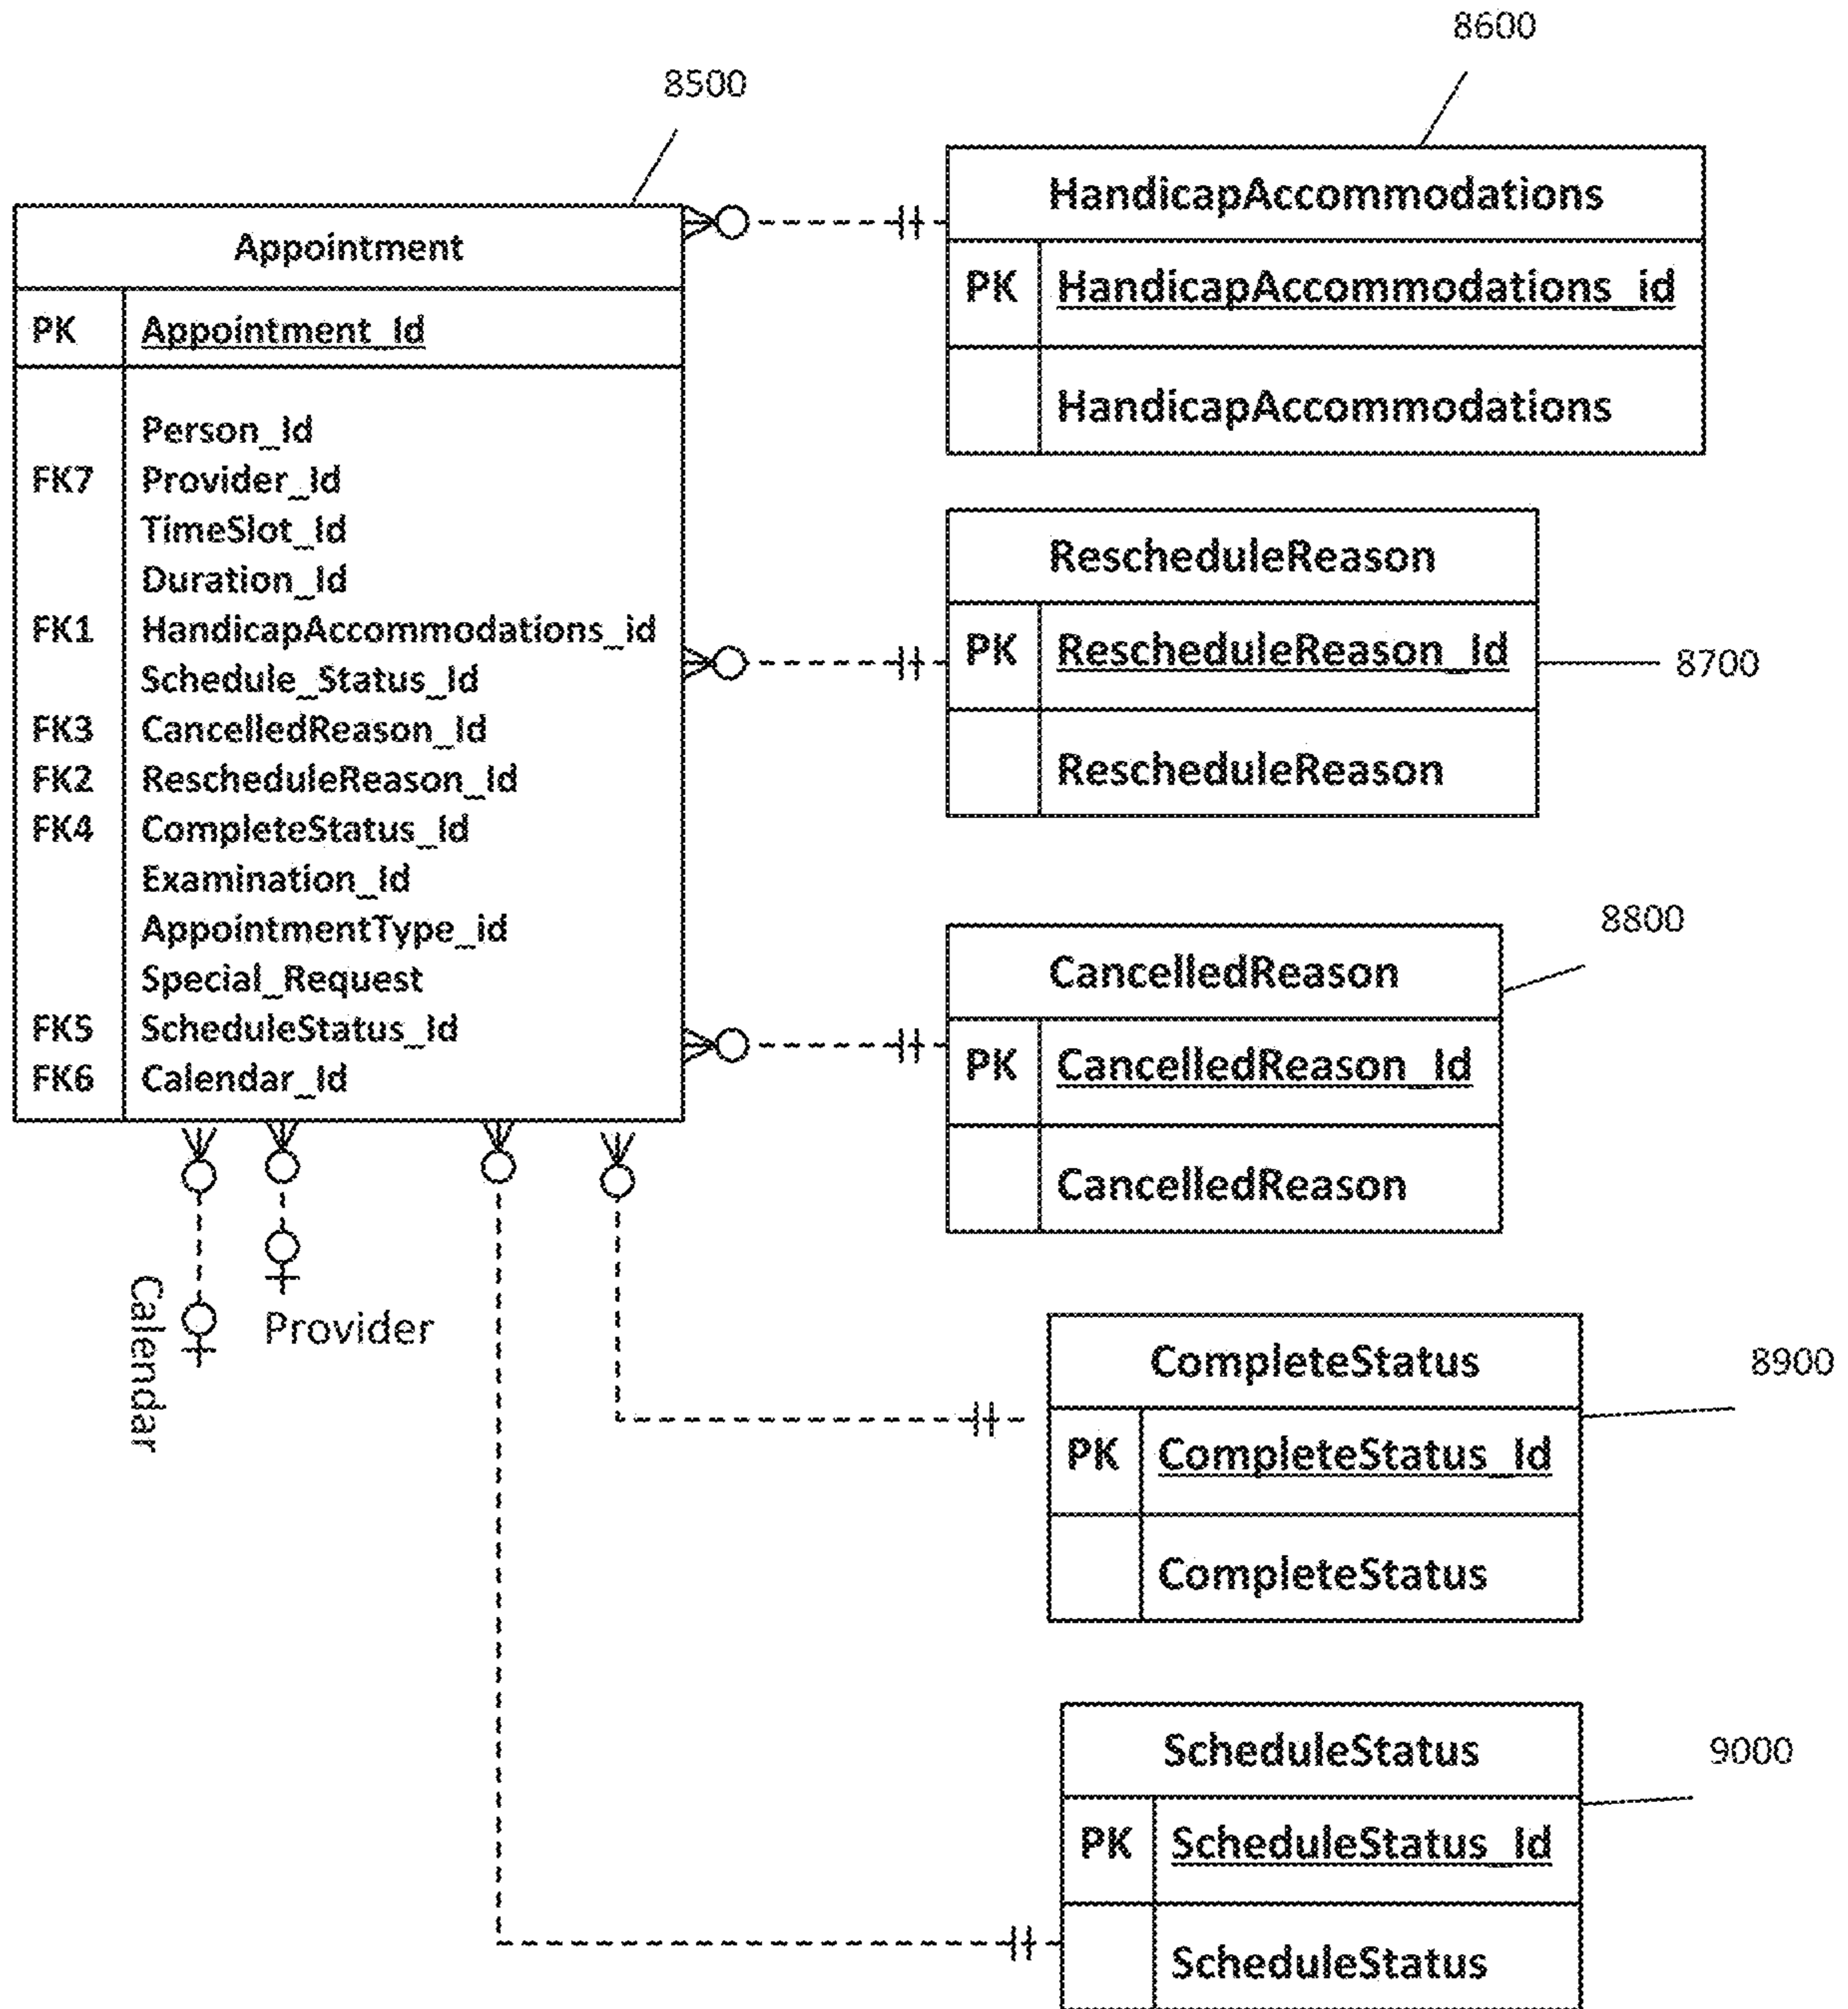 8600
8500
HandicapAccommodations
PK HandicapAccommodations_id
HandicapAccommodations
Appointment
PK Appointment_Id
Person_Id
FK7 Provider_Id
TimeSlot_Id
Duration_Id
FK1 HandicapAccommodations_id
Schedule_Status_Id
FK3 CancelledReason_Id
FK2 RescheduleReason_Id
FK4 CompleteStatus_Id
Examination_Id
AppointmentType_id
Special_Request
FK5 ScheduleStatus_Id
FK6 Calendar_Id
RescheduleReason
PK RescheduleReason_Id
8700
RescheduleReason
8800
CancelledReason
PK CancelledReason_Id
CancelledReason
Calendar
Provider
CompleteStatus
8900
PK CompleteStatus_Id
CompleteStatus
ScheduleStatus
9000
PK ScheduleStatus_Id
ScheduleStatus